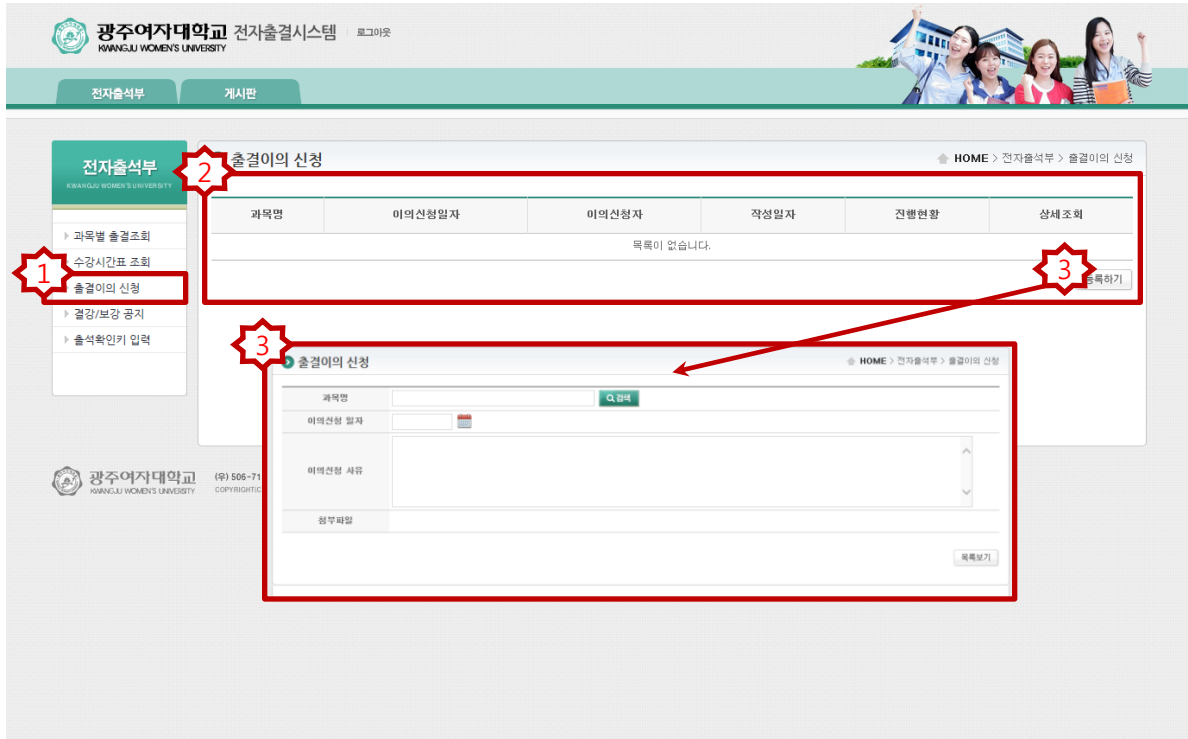 광주여자대학교 전자출결시스템 로그아웃
KWANGJU WOMEN'S UNIVERSITY
전자출석부 게시판
전자출석부
KWANGJU WOMEN'S UNIVERSITY
과목별 출결조회
수강시간표 조회
출결이의 신청
결강/보강 공지
출석확인키 입력
1
2
출결이의 신청
HOME > 전자출석부 > 출결이의 신청
과목명 이의신청일자 이의신청자 작성일자 진행현황 상세조회
목록이 없습니다.
3
등록하기
3
출결이의 신청
HOME > 전자출석부 > 출결이의 신청
과목명
검색
이의신청 일자
이의신청 사유
첨부파일
목록보기
광주여자대학교 (우) 506-71
KWANGJU WOMEN'S UNIVERSITY COPYRIGHT(C